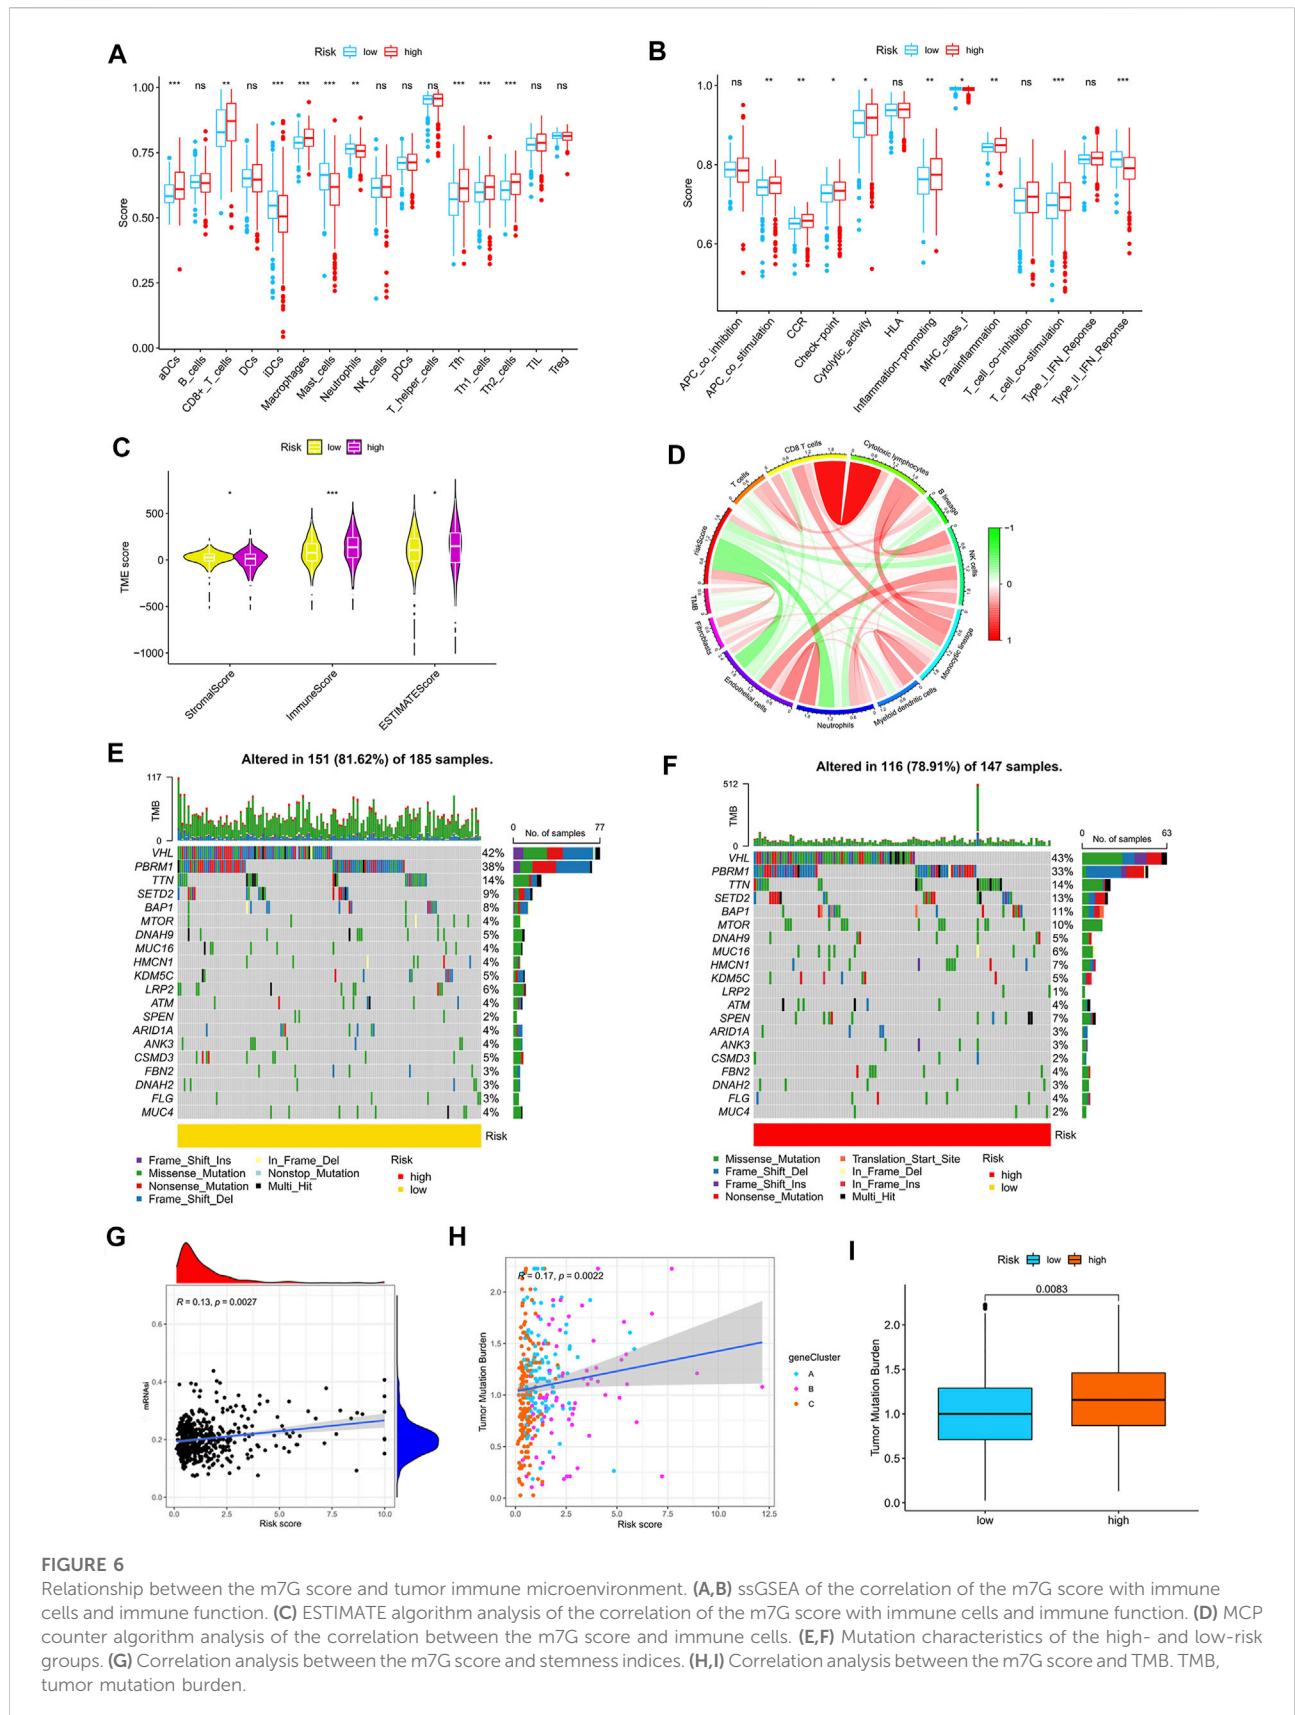 A
Risk low high
*** ns ** ns *** *** *** ** ns ns ns *** *** *** ns ns
1.00
0.75
0.50
0.25
0.00
Score
aDCs
B_cells
CD8+_T_cells
DCs
iDCs
Macrophages
Mast_cells
Neutrophils
NK_cells
pDCs
T_helper_cells
Tfh
Th1_cells
Th2_cells
TIL
Treg
B
Risk low high
ns ** ** * * ns ** * ** ns *** ns ***
1.0
0.8
0.6
Score
APC_co_inhibition
APC_co_stimulation
CCR
Check-point
Cytolytic_activity
HLA
Inflammation-promoting
MHC_class_I
Parainflammation
T_cell_co-inhibition
T_cell_co-stimulation
Type_I_IFN_Reponse
Type_II_IFN_Reponse
C
Risk low high
* *** *
500
0
−500
−1000
TME score
StromalScore
ImmuneScore
ESTIMATEScore
D
CD8 T cells
Cytotoxic lymphocytes
B lineage
NK cells
Monocytic lineage
Myeloid dendritic cells
Neutrophils
Endothelial cells
Fibroblasts
TMB
riskScore
T cells
−1
0
1
E
Altered in 151 (81.62%) of 185 samples.
117
0
TMB
0 77
No. of samples
VHL 42%
PBRM1 38%
TTN 14%
SETD2 9%
BAP1 8%
MTOR 4%
DNAH9 5%
MUC16 4%
HMCN1 4%
KDM5C 5%
LRP2 6%
ATM 4%
SPEN 2%
ARID1A 4%
ANK3 4%
CSMD3 5%
FBN2 3%
DNAH2 3%
FLG 3%
MUC4 4%
Risk
Frame_Shift_Ins In_Frame_Del Risk
Missense_Mutation Nonstop_Mutation high
Nonsense_Mutation Multi_Hit low
Frame_Shift_Del
F
Altered in 116 (78.91%) of 147 samples.
512
0
TMB
0 63
No. of samples
VHL 43%
PBRM1 33%
TTN 14%
SETD2 13%
BAP1 11%
MTOR 10%
DNAH9 5%
MUC16 6%
HMCN1 7%
KDM5C 5%
LRP2 1%
ATM 4%
SPEN 7%
ARID1A 3%
ANK3 3%
CSMD3 2%
FBN2 4%
DNAH2 3%
FLG 4%
MUC4 2%
Risk
Missense_Mutation Translation_Start_Site Risk
Frame_Shift_Del In_Frame_Del high
Frame_Shift_Ins In_Frame_Ins low
Nonsense_Mutation Multi_Hit
G
R = 0.13, p = 0.0027
0.6
0.4
0.2
0.0
mRNAsi
0.0 2.5 5.0 7.5 10.0
Risk score
H
R = 0.17, p = 0.0022
2.0
1.5
1.0
0.5
0.0
Tumor Mutation Burden
0.0 2.5 5.0 7.5 10.0 12.5
Risk score
geneCluster
A
B
C
I
Risk low high
0.0083
2.0
1.5
1.0
0.5
0.0
Tumor Mutation Burden
low high
FIGURE 6
Relationship between the m7G score and tumor immune microenvironment. (A,B) ssGSEA of the correlation of the m7G score with immune
cells and immune function. (C) ESTIMATE algorithm analysis of the correlation of the m7G score with immune cells and immune function. (D) MCP
counter algorithm analysis of the correlation between the m7G score and immune cells. (E,F) Mutation characteristics of the high- and low-risk
groups. (G) Correlation analysis between the m7G score and stemness indices. (H,I) Correlation analysis between the m7G score and TMB. TMB,
tumor mutation burden.